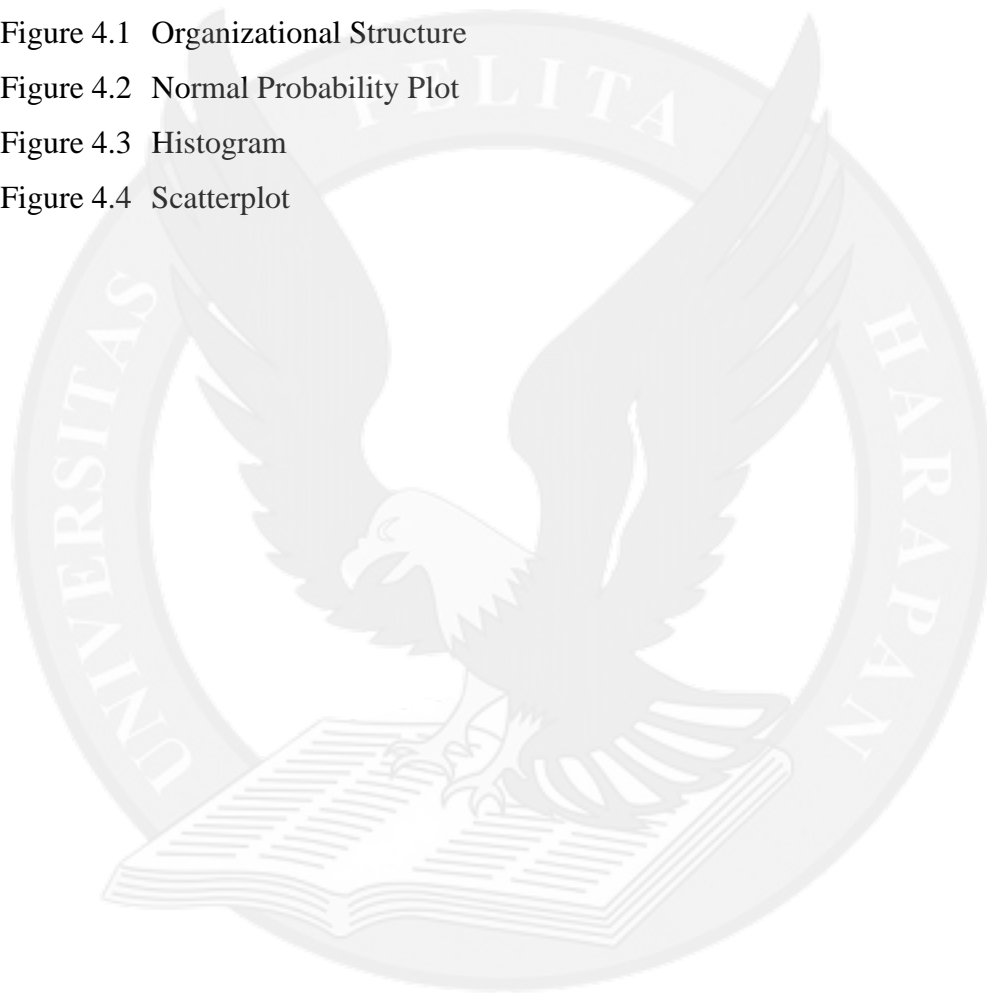 Figure 4.1 Organizational Structure
Figure 4.2 Normal Probability Plot
Figure 4.3 Histogram
Figure 4.4 Scatterplot
UNIVERSITAS PELITA HARAPAN